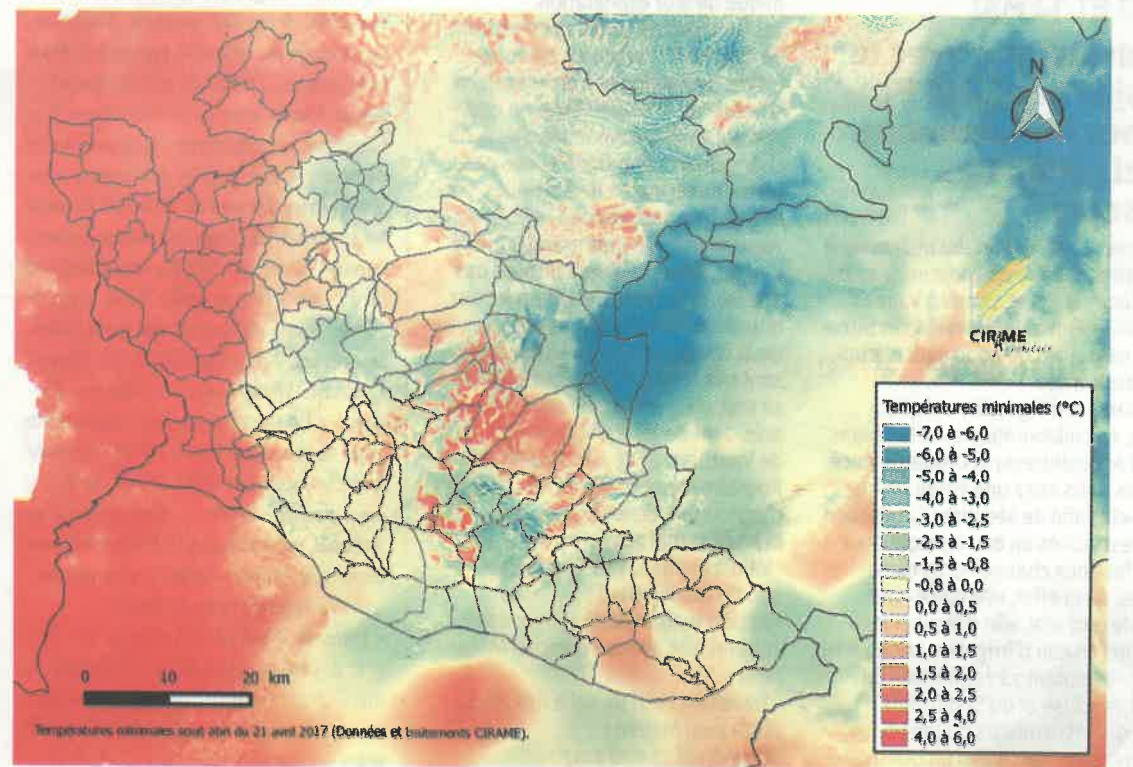 N
CIRAME
Températures minimales (°C)
-7,0 à -6,0
-6,0 à -5,0
-5,0 à -4,0
-4,0 à -3,0
-3,0 à -2,5
-2,5 à -1,5
-1,5 à -0,8
-0,8 à 0,0
0,0 à 0,5
0,5 à 1,0
1,0 à 1,5
1,5 à 2,0
2,0 à 2,5
2,5 à 4,0
4,0 à 6,0
0 10 20 km
Températures minimales sous abri du 21 avril 2017 (Données et traitements CIRAME).